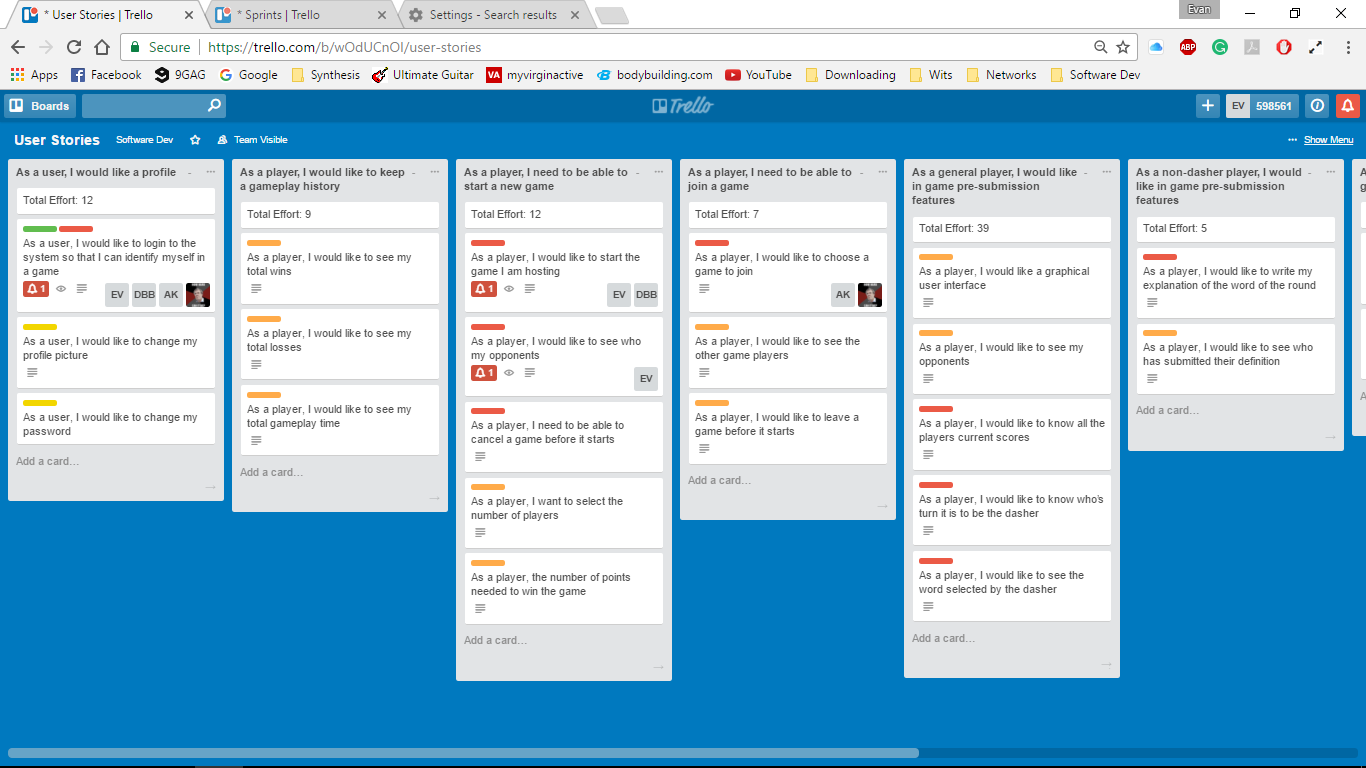 * User Stories | Trello
* Sprints | Trello
Settings - Search results
Evan
Secure
https://trello.com/b/wOdUCnOI/user-stories
ABP
Apps
Facebook
9GAG
Google
Synthesis
Ultimate Guitar
VA
myvirginactive
bodybuilding.com
YouTube
Downloading
Wits
Networks
Software Dev
Boards
Trello
EV
598561
User Stories
Software Dev
Team Visible
Show Menu
As a user, I would like a profile
Total Effort: 12
As a user, I would like to login to the
system so that I can identify myself in
a game
1
EV
DBB
AK
As a user, I would like to change my
profile picture
As a user, I would like to change my
password
Add a card...
As a player, I would like to keep
a gameplay history
Total Effort: 9
As a player, I would like to see my
total wins
As a player, I would like to see my
total losses
As a player, I would like to see my
total gameplay time
Add a card...
As a player, I need to be able to
start a new game
Total Effort: 12
As a player, I would like to start the
game I am hosting
1
EV
DBB
As a player, I would like to see who
my opponents
1
EV
As a player, I need to be able to
cancel a game before it starts
As a player, I want to select the
number of players
As a player, the number of points
needed to win the game
Add a card...
As a player, I need to be able to
join a game
Total Effort: 7
As a player, I would like to choose a
game to join
AK
As a player, I would like to see the
other game players
As a player, I would like to leave a
game before it starts
Add a card...
As a general player, I would like
in game pre-submission
features
Total Effort: 39
As a player, I would like a graphical
user interface
As a player, I would like to see my
opponents
As a player, I would like to know all the
players current scores
As a player, I would like to know who's
turn it is to be the dasher
As a player, I would like to see the
word selected by the dasher
Add a card...
As a non-dasher player, I would
like in game pre-submission
features
Total Effort: 5
As a player, I would like to write my
explanation of the word of the round
As a player, I would like to see who
has submitted their definition
Add a card...